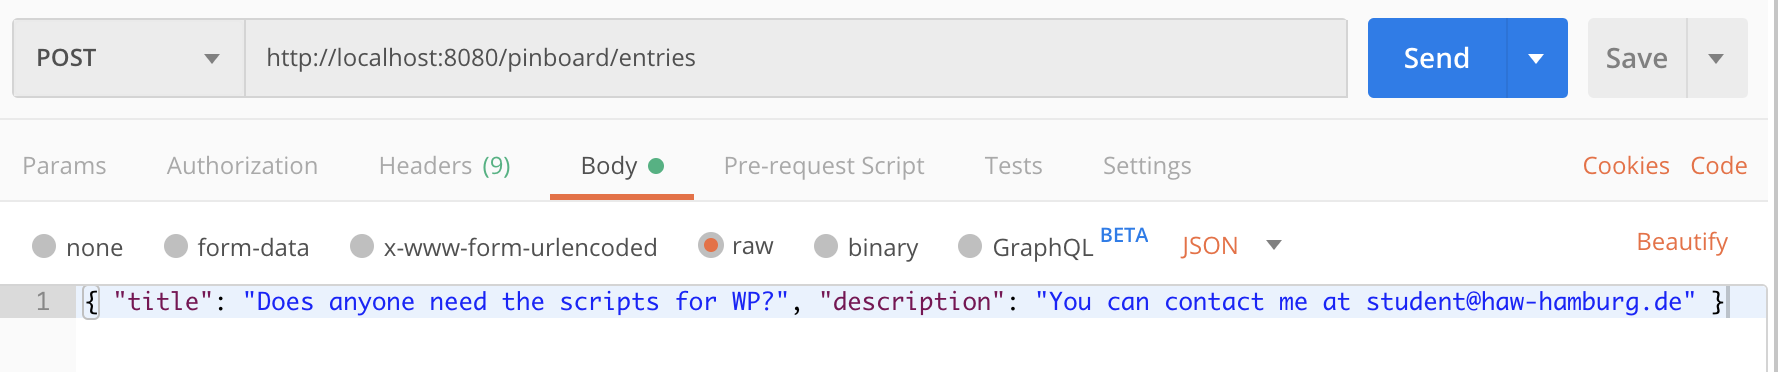 POST http://localhost:8080/pinboard/entries Send Save
Params Authorization Headers (9) Body Pre-request Script Tests Settings Cookies Code
none form-data x-www-form-urlencoded raw binary GraphQL BETA JSON Beautify
1 { "title": "Does anyone need the scripts for WP?", "description": "You can contact me at student@haw-hamburg.de" }